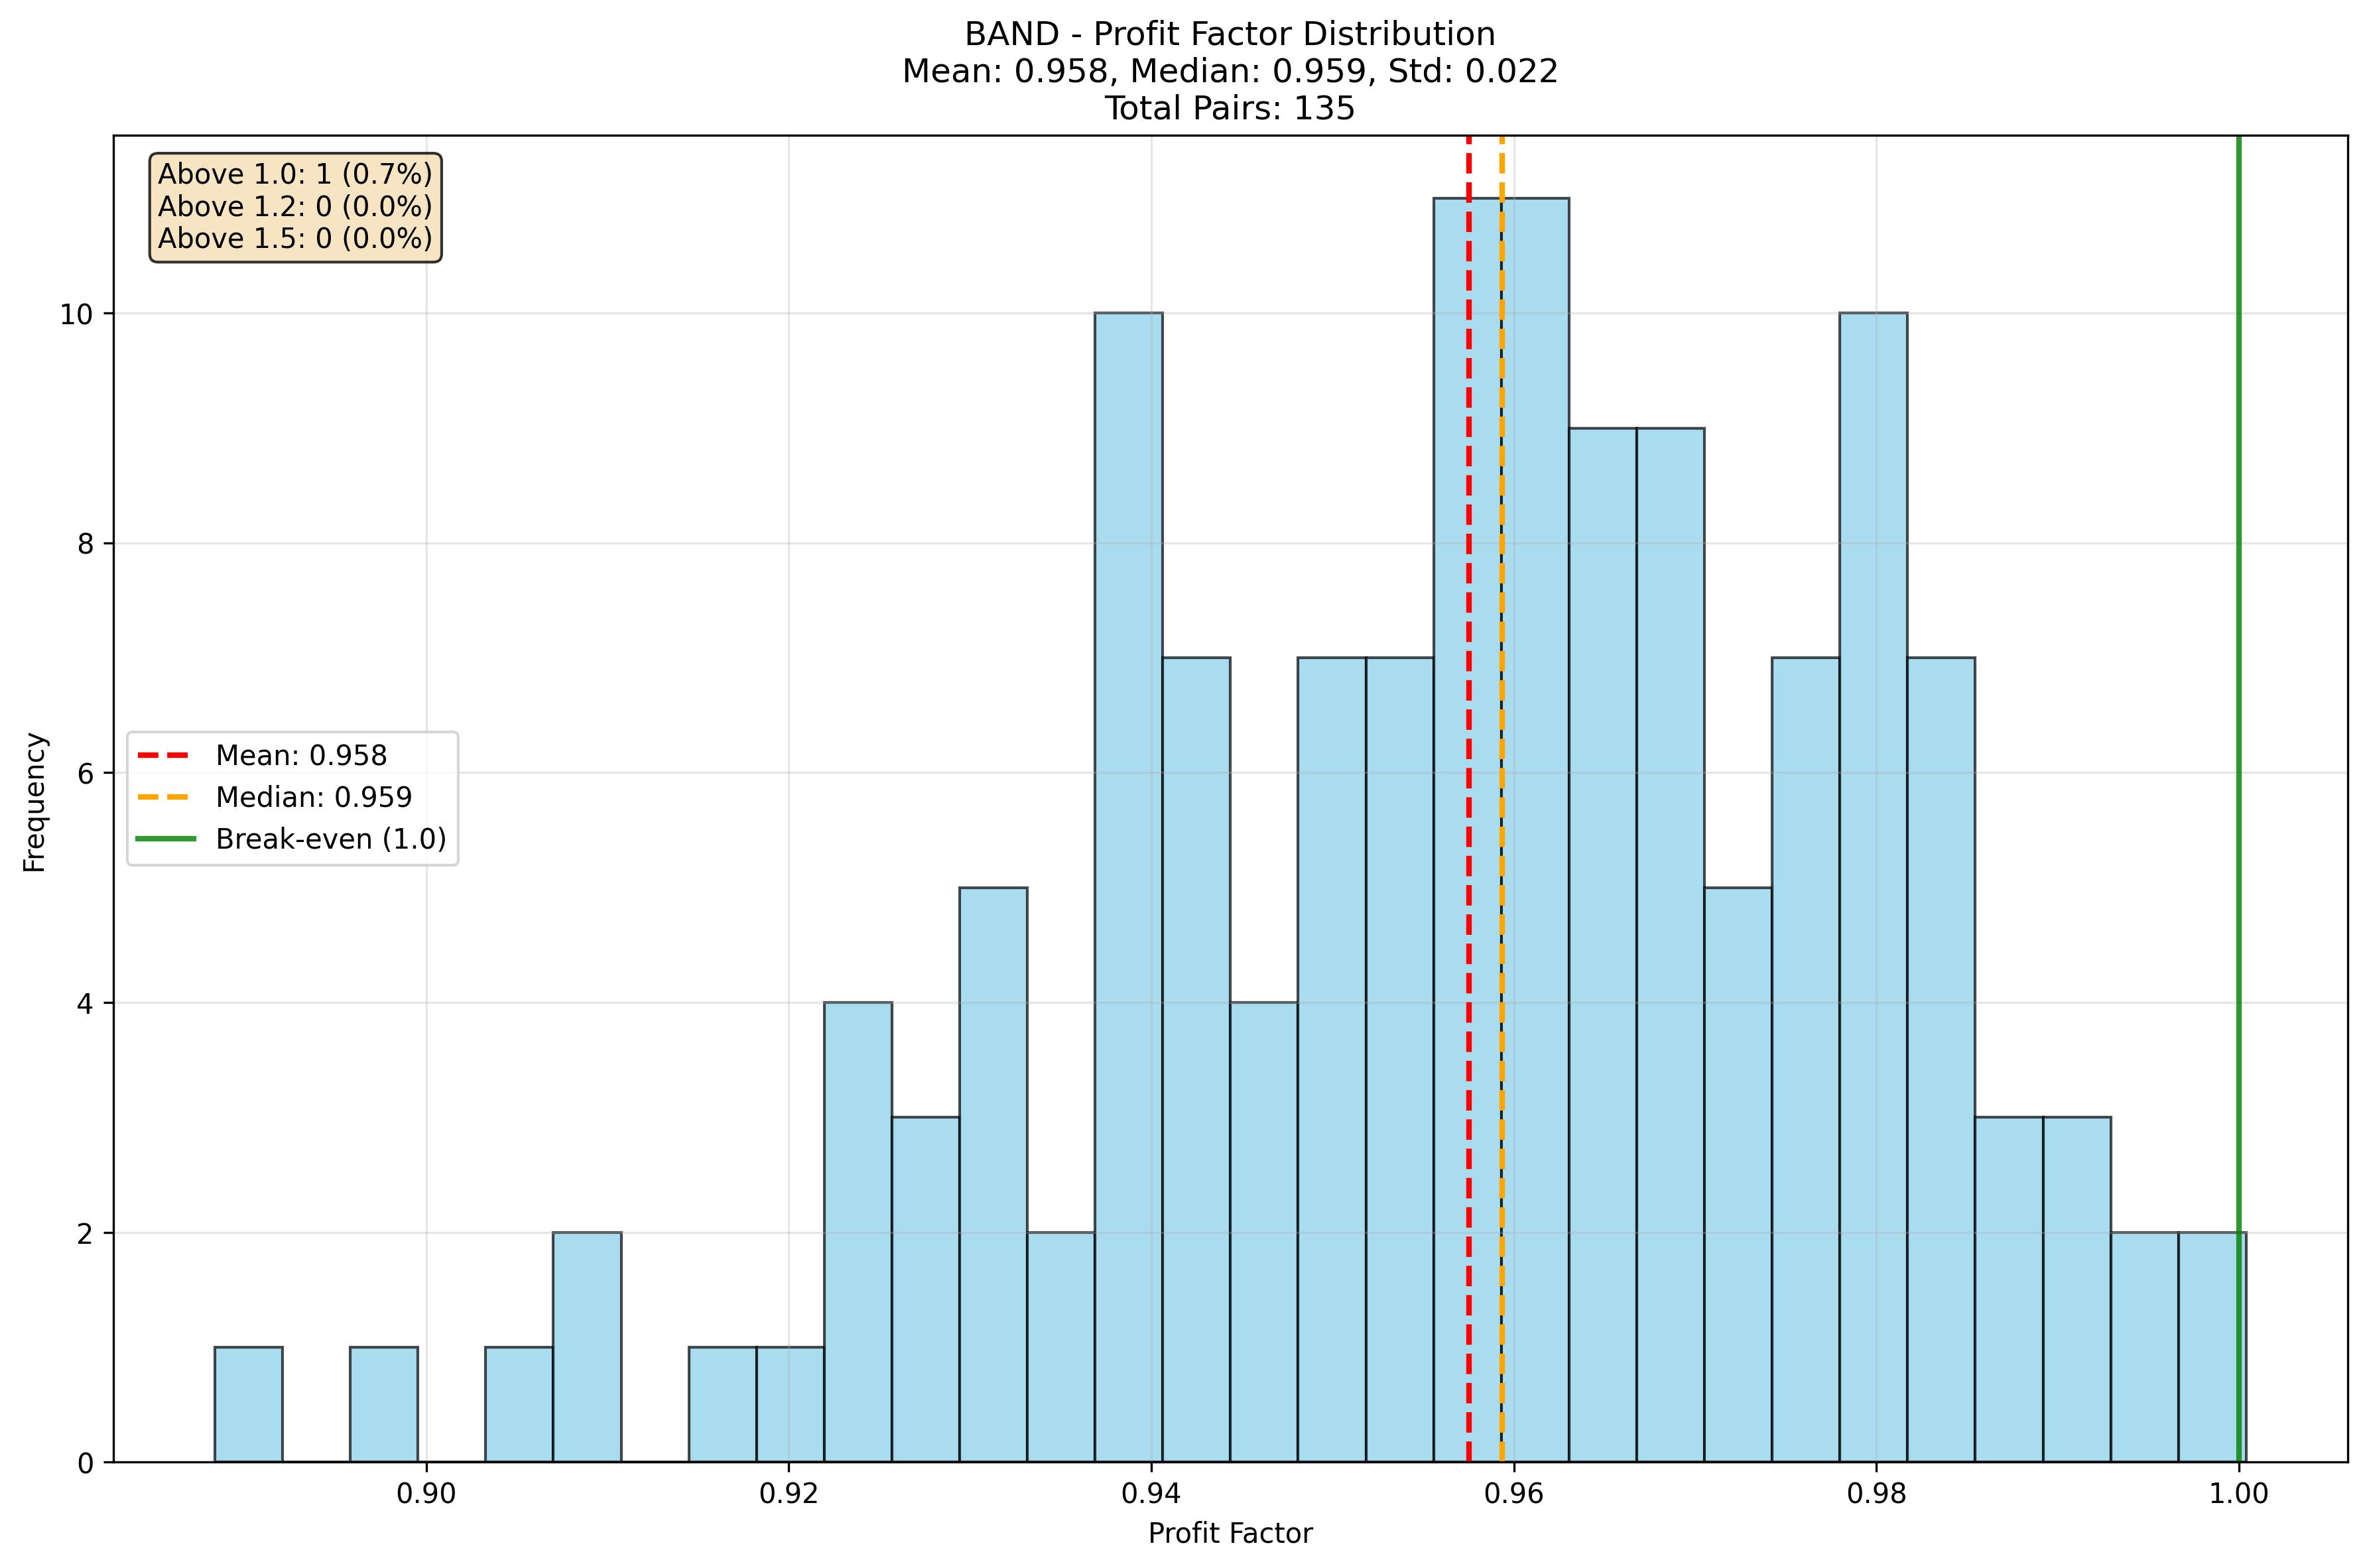 BAND - Profit Factor Distribution
Mean: 0.958, Median: 0.959, Std: 0.022
Total Pairs: 135
Above 1.0: 1 (0.7%)
Above 1.2: 0 (0.0%)
Above 1.5: 0 (0.0%)
10
8
6
4
2
0
Frequency
Mean: 0.958
Median: 0.959
Break-even (1.0)
0.90
0.92
0.94
0.96
0.98
1.00
Profit Factor